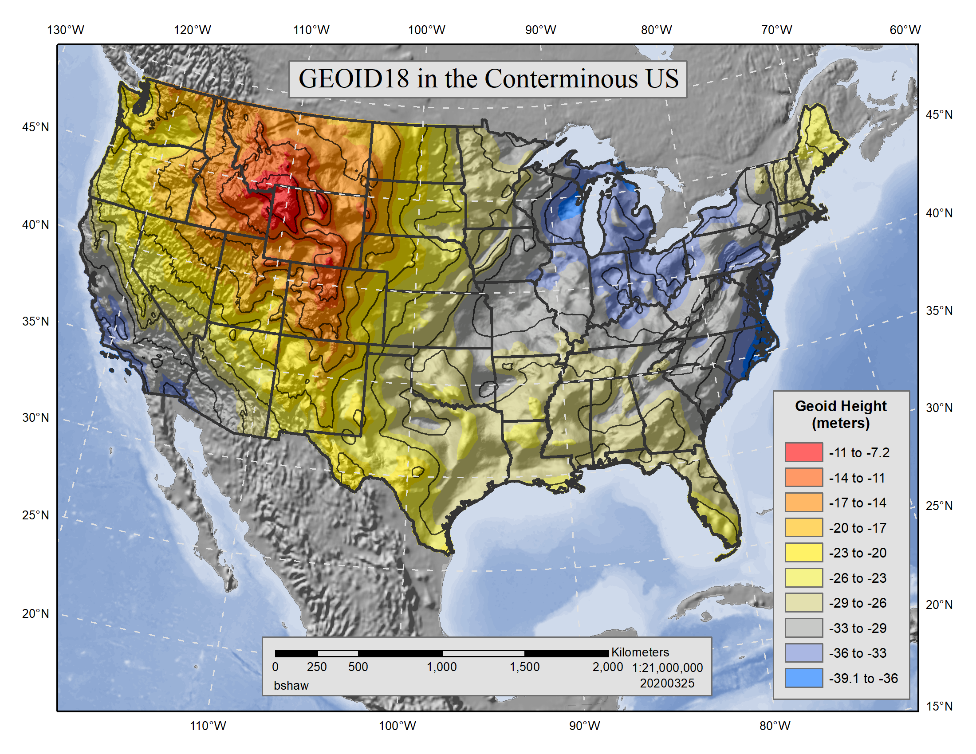 130°W 120°W 110°W 100°W 90°W 80°W 70°W 60°W
GEOID18 in the Conterminous US
45°N 45°N
40°N 40°N
35°N 35°N
30°N 30°N
25°N 25°N
20°N 20°N
15°N
Geoid Height
(meters)
-11 to -7.2
-14 to -11
-17 to -14
-20 to -17
-23 to -20
-26 to -23
-29 to -26
-33 to -29
-36 to -33
-39.1 to -36
Kilometers
0 250 500 1,000 1,500 2,000 1:21,000,000
bshaw 20200325
110°W 100°W 90°W 80°W